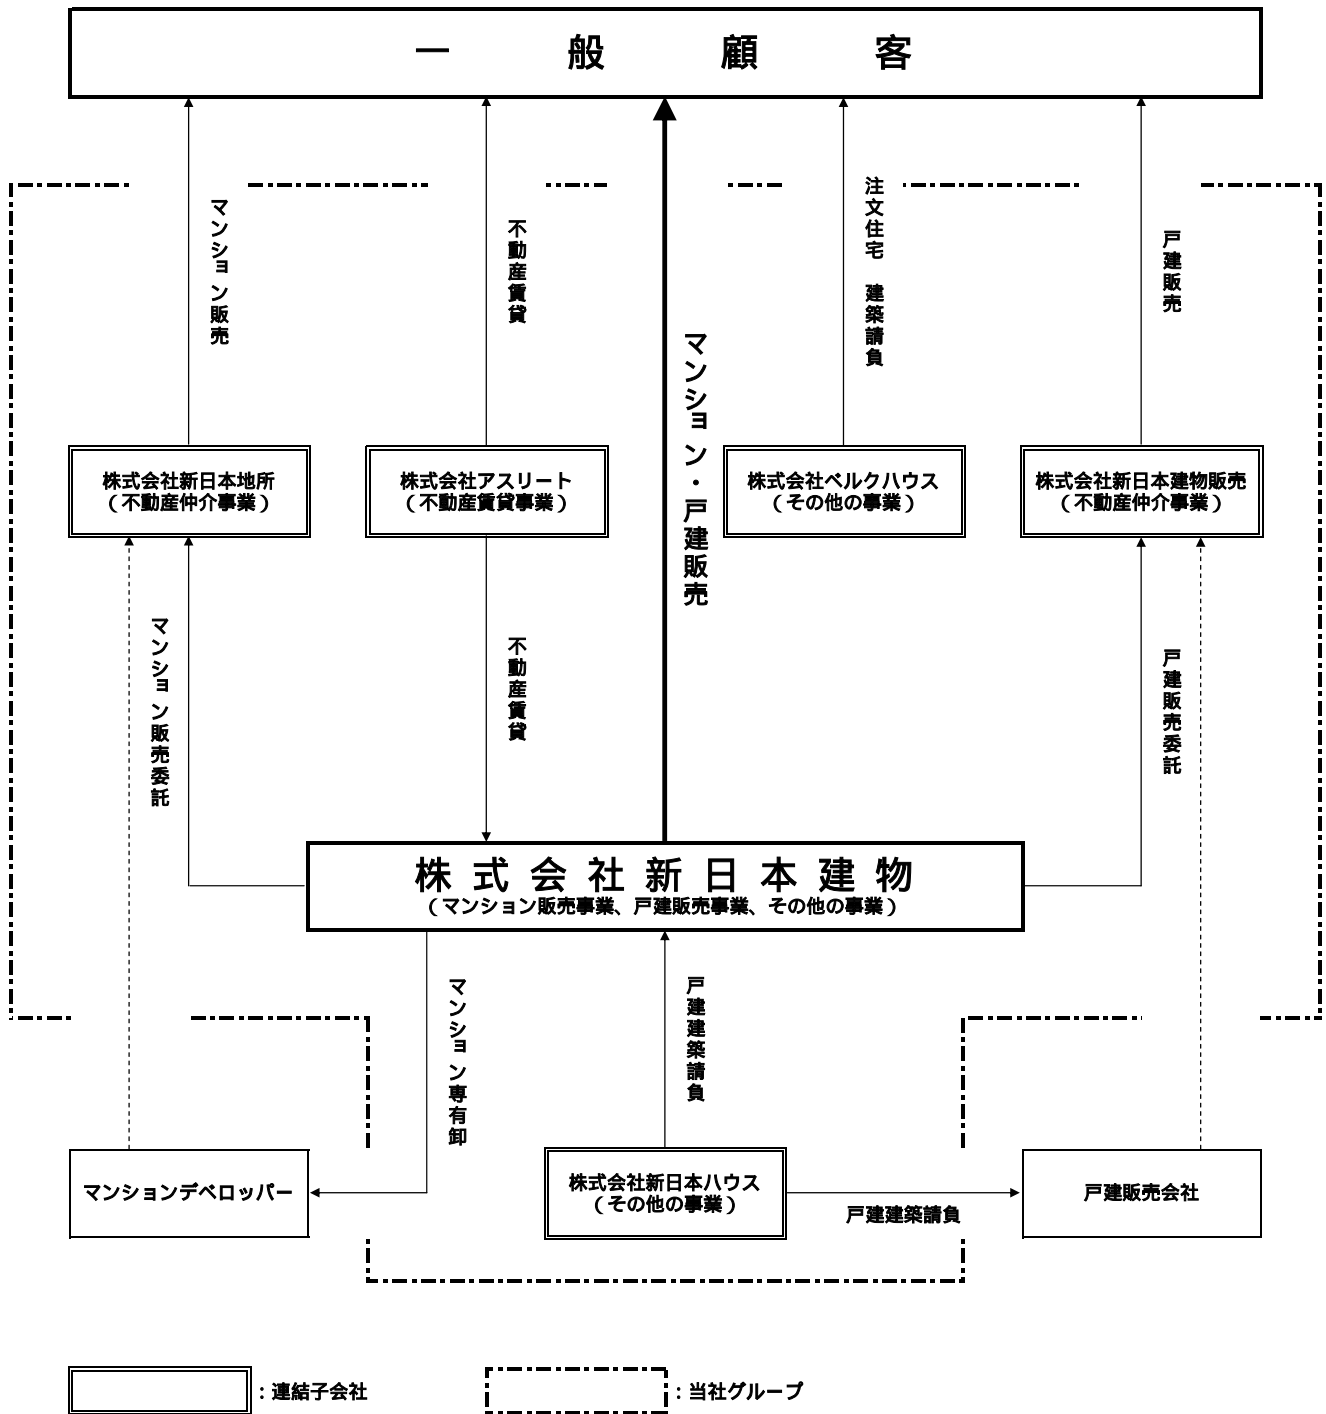 一般顧客
マンション販売
不動産賃貸
マンション・戸建販売
注文住宅 建築請負
戸建販売
株式会社新日本地所
（不動産仲介事業）
株式会社アスリート
（不動産賃貸事業）
株式会社ベルクハウス
（その他の事業）
株式会社新日本建物販売
（不動産仲介事業）
マンション販売委託
不動産賃貸
戸建販売委託
株式会社新日本建物
（マンション販売事業、戸建販売事業、その他の事業）
マンション専有卸
戸建建築請負
マンションデベロッパー
株式会社新日本ハウス
（その他の事業）
戸建建築請負
戸建販売会社
：連結子会社
：当社グループ